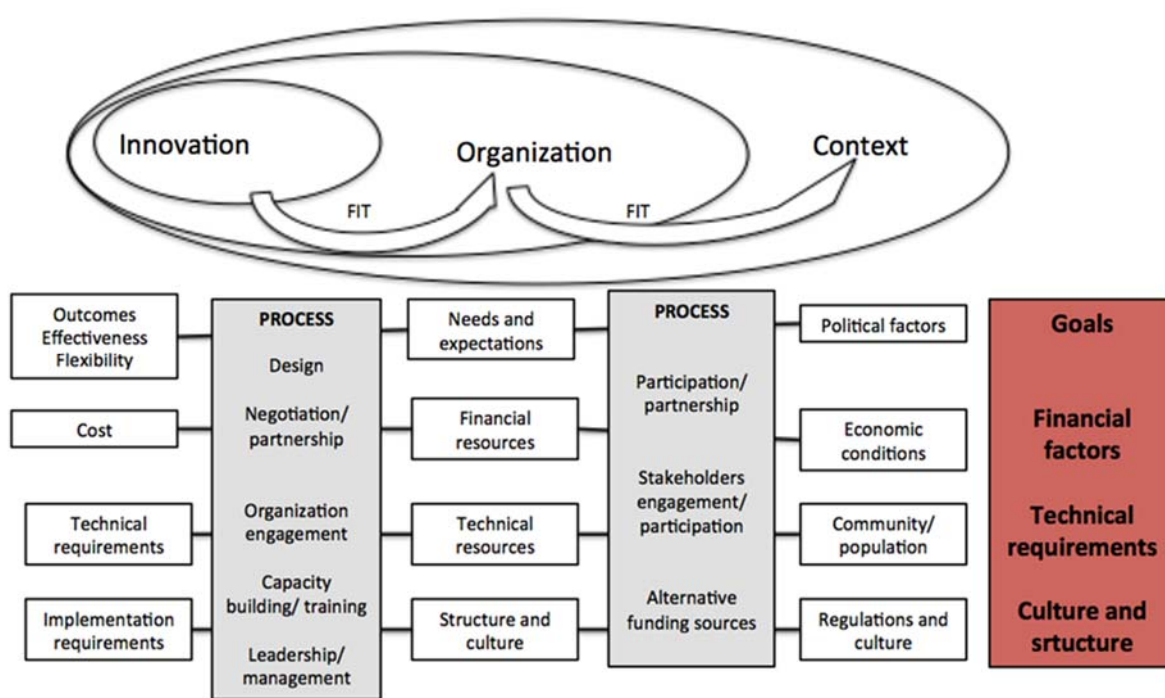 Innovation
Organization
Context
FIT
FIT
Outcomes
Effectiveness
Flexibility
Cost
Technical
requirements
Implementation
requirements
PROCESS
Design
Negotiation/
partnership
Organization
engagement
Capacity
building/ training
Leadership/
management
Needs and
expectations
Financial
resources
Technical
resources
Structure and
culture
PROCESS
Participation/
partnership
Stakeholders
engagement/
participation
Alternative
funding sources
Political factors
Economic
conditions
Community/
population
Regulations and
culture
Goals
Financial
factors
Technical
requirements
Culture and
srtucture